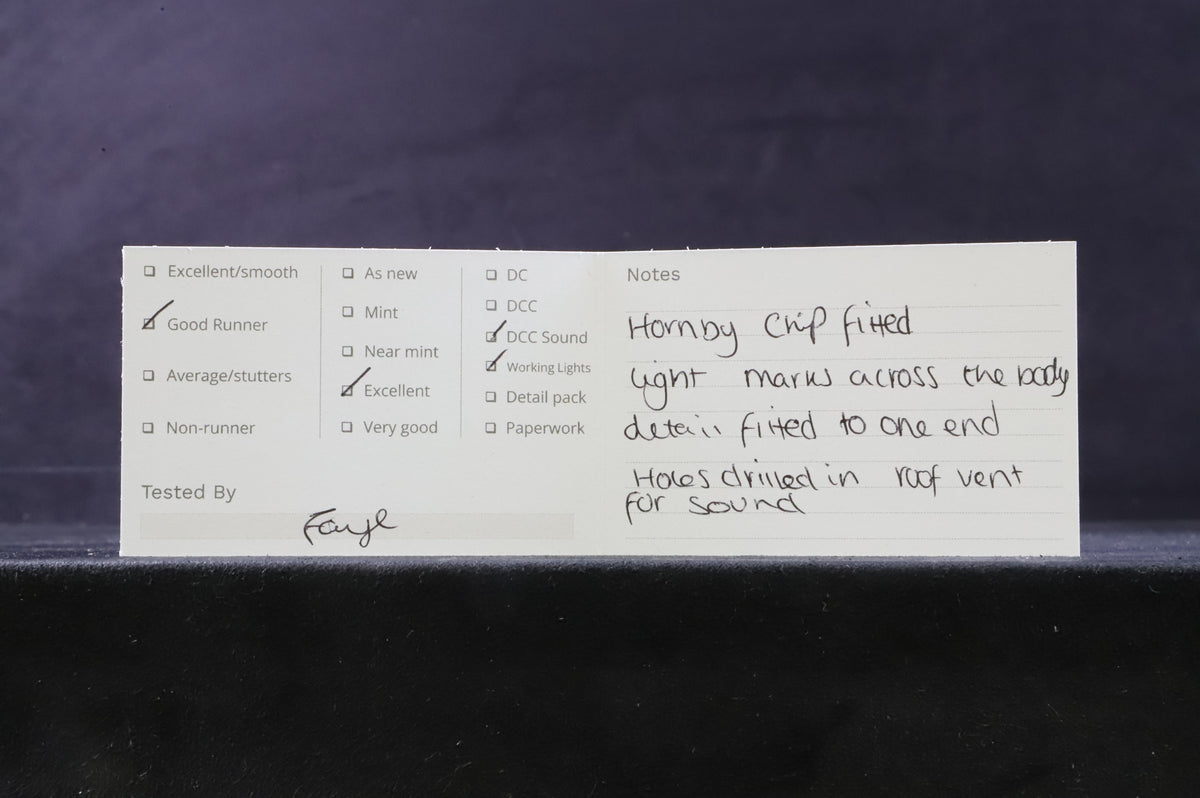 Excellent/smooth
Good Runner
Average/stutters
Non-runner
As new
Mint
Near mint
Excellent
Very good
DC
DCC
DCC Sound
Working Lights
Detail pack
Paperwork
Tested By
Faye
Notes
Hornby Chip fitted
light marks across the body
detail fitted to one end
Holes drilled in roof vent
for sound